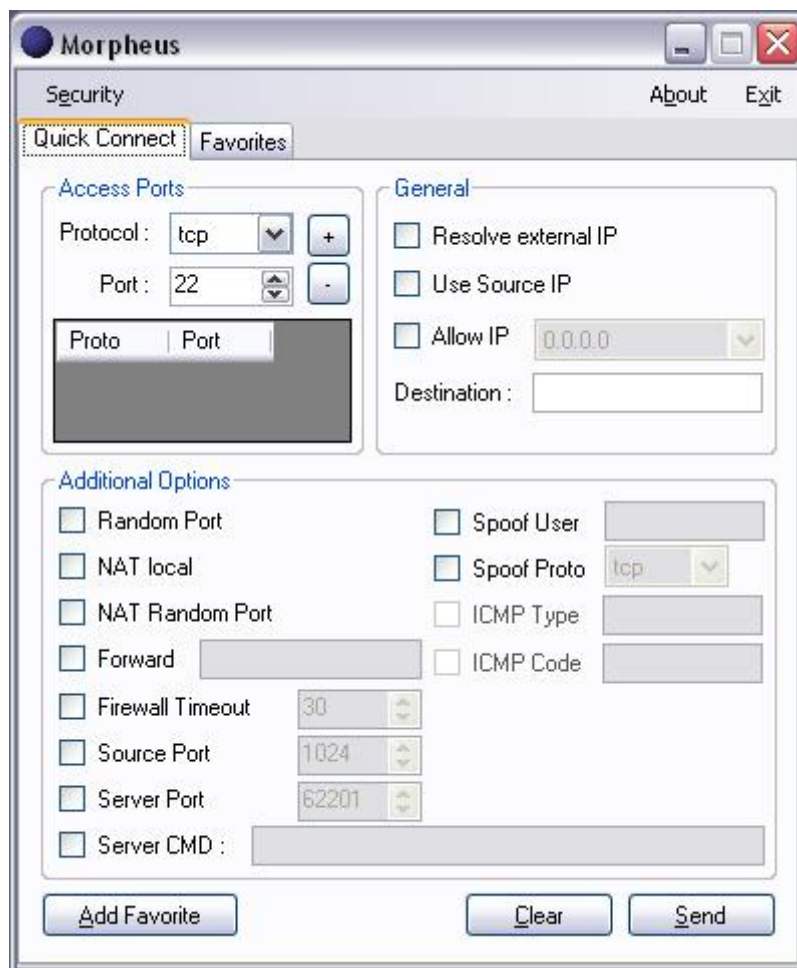 Morpheus
Security About Exit
Quick Connect Favorites
Access Ports
Protocol : tcp +
Port : 22 -
Proto Port
General
Resolve external IP
Use Source IP
Allow IP 0.0.0.0
Destination :
Additional Options
Random Port
NAT local
NAT Random Port
Forward
Firewall Timeout 30
Source Port 1024
Server Port 62201
Server CMD :
Spoof User
Spoof Proto tcp
ICMP Type
ICMP Code
Add Favorite Clear Send